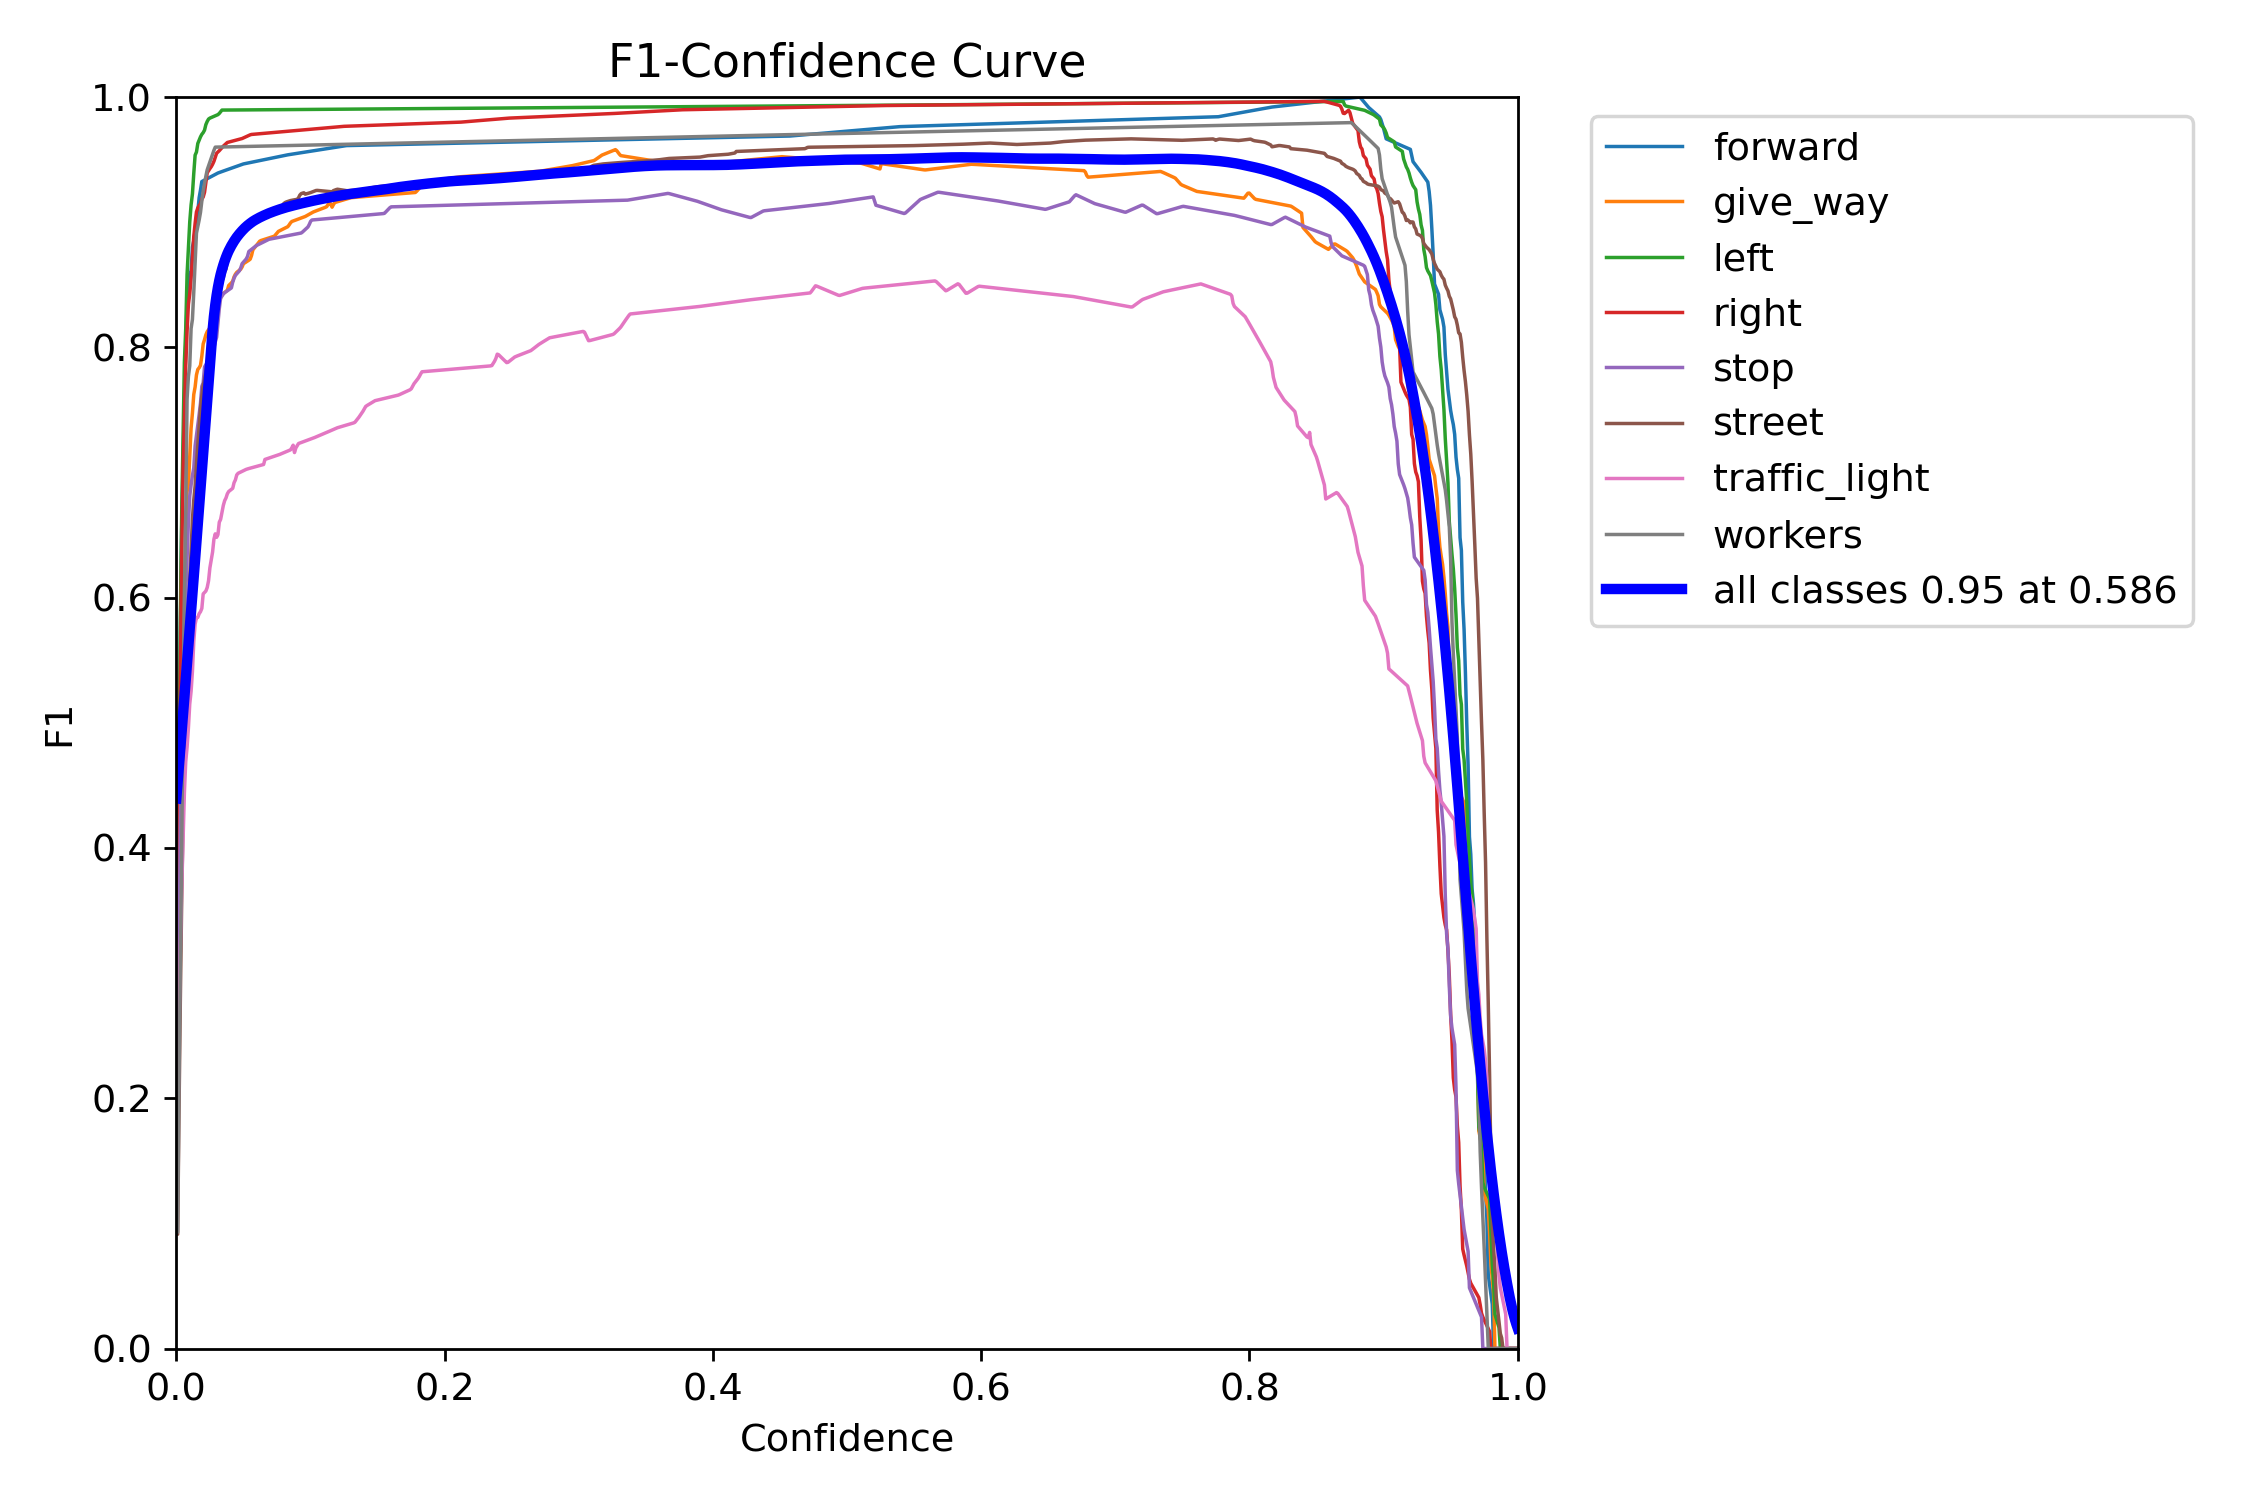 F1-Confidence Curve
1.0
0.8
0.6
0.4
0.2
0.0
F1
0.0 0.2 0.4 0.6 0.8 1.0
Confidence
forward
give_way
left
right
stop
street
traffic_light
workers
all classes 0.95 at 0.586